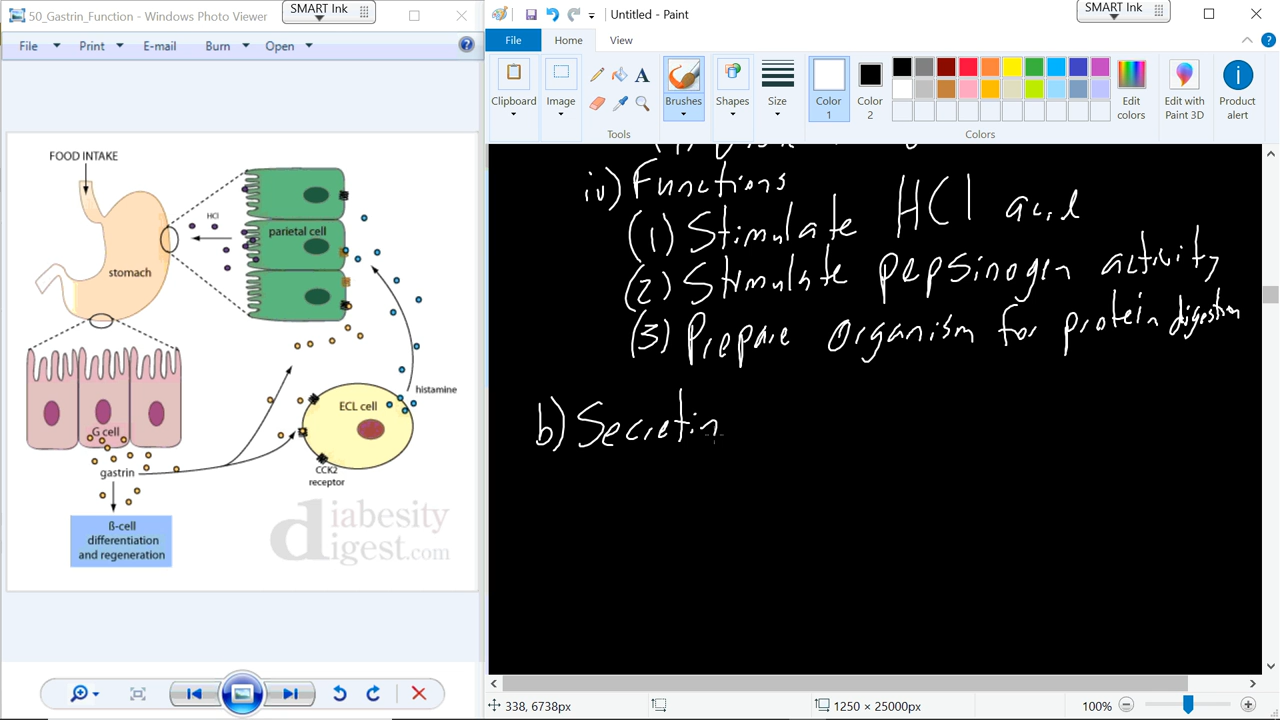 50_Gastrin_Function - Windows Photo Viewer
SMART Ink
File Print E-mail Burn Open
FOOD INTAKE
HCl
parietal cell
stomach
histamine
ECL cell
G cell
gastrin
CCK2
receptor
ß-cell
differentiation
and regeneration
diabesity
digest.com
Untitled - Paint
SMART Ink
File Home View
Clipboard
Image
Tools
Brushes
Shapes
Size
Color
1
Color
2
Edit
colors
Edit with
Paint 3D
Product
alert
Colors
iv) Functions
(1) Stimulate HCl acid
(2) Stimulate pepsinogen activity
(3) Prepare organism for protein digestion
b) Secretin
338, 6738px
1250 × 25000px
100%